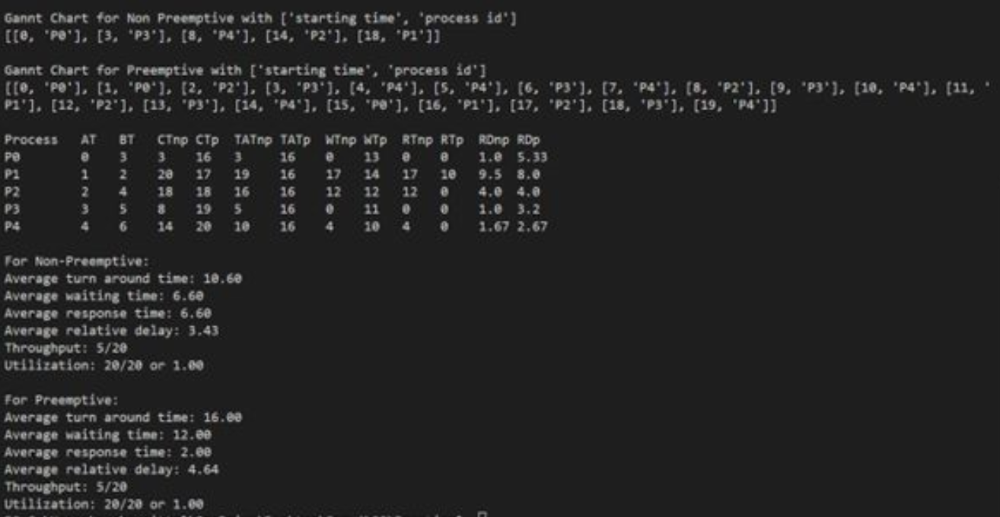 Gannt Chart for Non Preemptive with ['starting time', 'process id']
[[0, 'P0'], [3, 'P3'], [8, 'P4'], [14, 'P2'], [18, 'P1']]
Gannt Chart for Preemptive with ['starting time', 'process id']
[[0, 'P0'], [1, 'P0'], [2, 'P2'], [3, 'P3'], [4, 'P4'], [5, 'P4'], [6, 'P3'], [7, 'P4'], [8, 'P2'], [9, 'P3'], [10, 'P4'], [11, '
P1'], [12, 'P2'], [13, 'P3'], [14, 'P4'], [15, 'P0'], [16, 'P1'], [17, 'P2'], [18, 'P3'], [19, 'P4']]
Process AT BT CTnp CTp TATnp TATp WTnp WTp RTnp RTp RDnp RDp
P0 0 3 3 16 3 16 0 13 0 0 1.0 5.33
P1 1 2 20 17 19 16 17 14 17 10 9.5 8.0
P2 2 4 18 18 16 16 12 12 12 0 4.0 4.0
P3 3 5 8 19 5 16 0 11 0 0 1.0 3.2
P4 4 6 14 20 10 16 4 10 4 0 1.67 2.67
For Non-Preemptive:
Average turn around time: 10.60
Average waiting time: 6.60
Average response time: 6.60
Average relative delay: 3.43
Throughput: 5/20
Utilization: 20/20 or 1.00
For Preemptive:
Average turn around time: 16.00
Average waiting time: 12.00
Average response time: 2.00
Average relative delay: 4.64
Throughput: 5/20
Utilization: 20/20 or 1.00